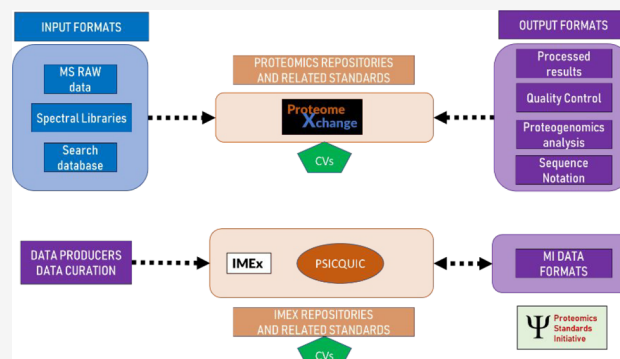 INPUT FORMATS
MS RAW
data
Spectral Libraries
Search
database
PROTEOMICS REPOSITORIES
AND RELATED STANDARDS
Proteome
Xchange
CVs
OUTPUT FORMATS
Processed
results
Quality Control
Proteogenomics
analysis
Sequence
Notation
DATA PRODUCERS
DATA CURATION
IMEx
PSICQUIC
IMEX REPOSITORIES
AND RELATED STANDARDS
CVs
MI DATA
FORMATS
Ψ Proteomics
Standards
Initiative